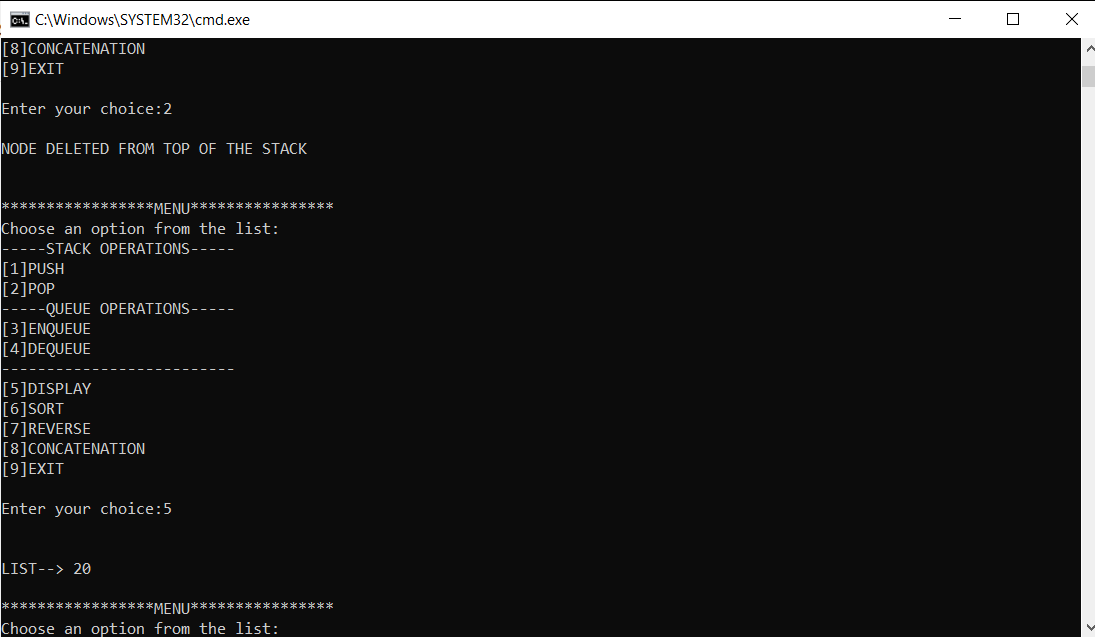 C:\Windows\SYSTEM32\cmd.exe
[8]CONCATENATION
[9]EXIT
Enter your choice:2
NODE DELETED FROM TOP OF THE STACK
*****************MENU****************
Choose an option from the list:
-----STACK OPERATIONS-----
[1]PUSH
[2]POP
-----QUEUE OPERATIONS-----
[3]ENQUEUE
[4]DEQUEUE
--------------------------
[5]DISPLAY
[6]SORT
[7]REVERSE
[8]CONCATENATION
[9]EXIT
Enter your choice:5
LIST--> 20
*****************MENU****************
Choose an option from the list: